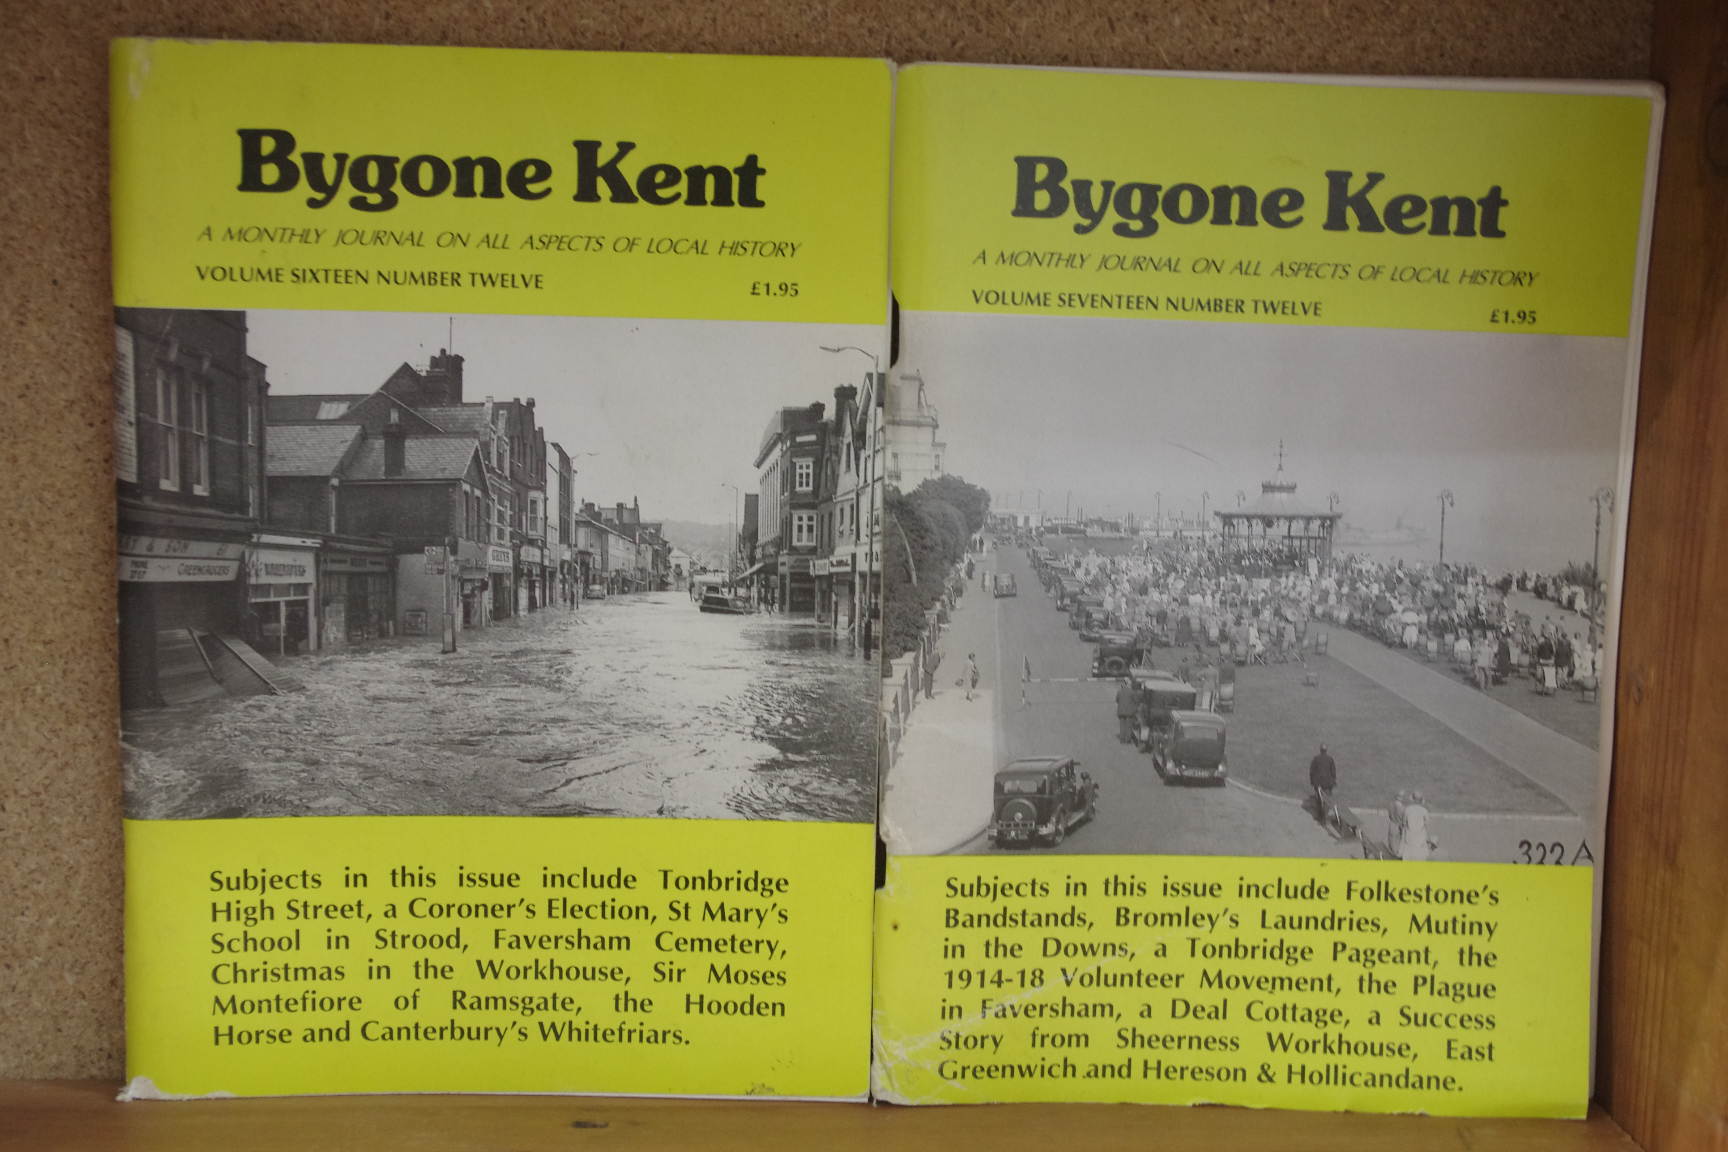 Bygone Kent
A MONTHLY JOURNAL ON ALL ASPECTS OF LOCAL HISTORY
VOLUME SIXTEEN NUMBER TWELVE £1.95
& SON
GREENGROCERS
Subjects in this issue include Tonbridge
High Street, a Coroner's Election, St Mary's
School in Strood, Faversham Cemetery,
Christmas in the Workhouse, Sir Moses
Montefiore of Ramsgate, the Hooden
Horse and Canterbury's Whitefriars.
Bygone Kent
A MONTHLY JOURNAL ON ALL ASPECTS OF LOCAL HISTORY
VOLUME SEVENTEEN NUMBER TWELVE £1.95
322A
Subjects in this issue include Folkestone's
Bandstands, Bromley's Laundries, Mutiny
in the Downs, a Tonbridge Pageant, the
1914-18 Volunteer Movement, the Plague
in Faversham, a Deal Cottage, a Success
Story from Sheerness Workhouse, East
Greenwich and Hereson & Hollicandane.